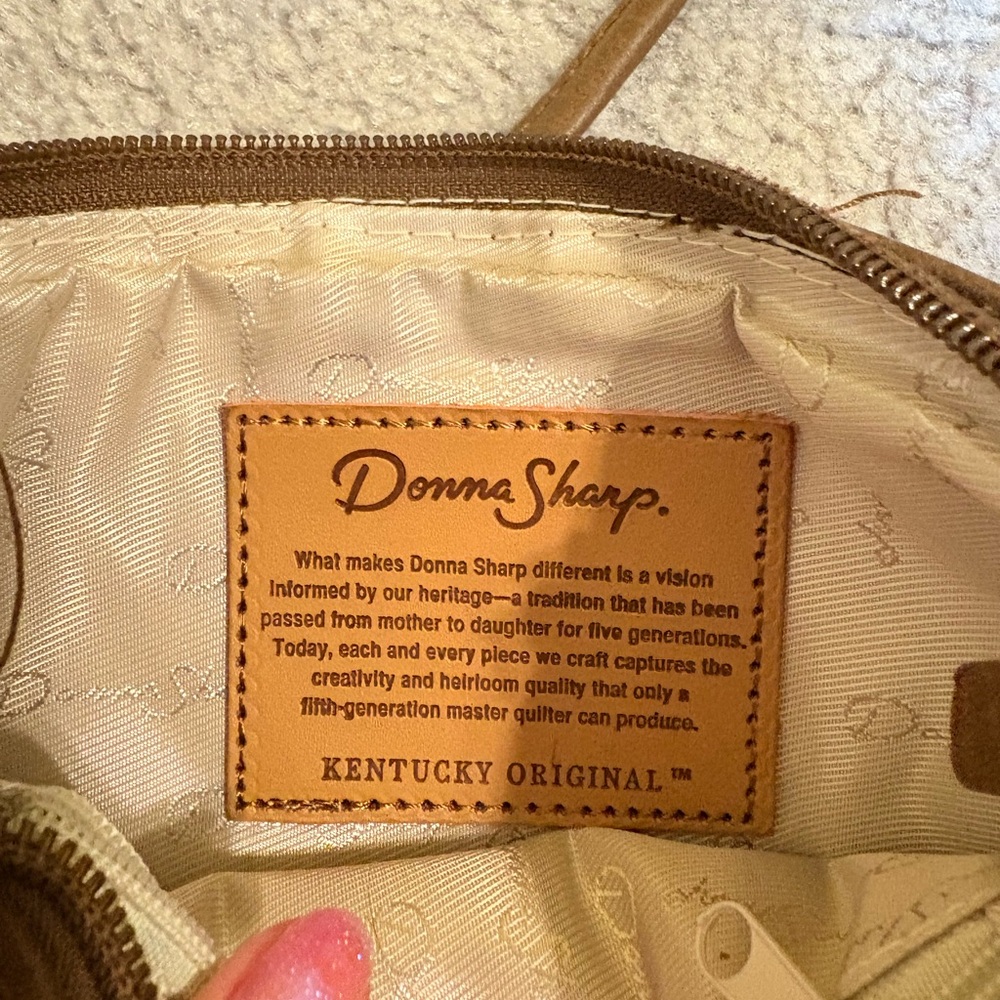 Donna Sharp.
What makes Donna Sharp different is a vision
informed by our heritage—a tradition that has been
passed from mother to daughter for five generations.
Today, each and every piece we craft captures the
creativity and heirloom quality that only a
fifth-generation master quilter can produce.
KENTUCKY ORIGINAL™